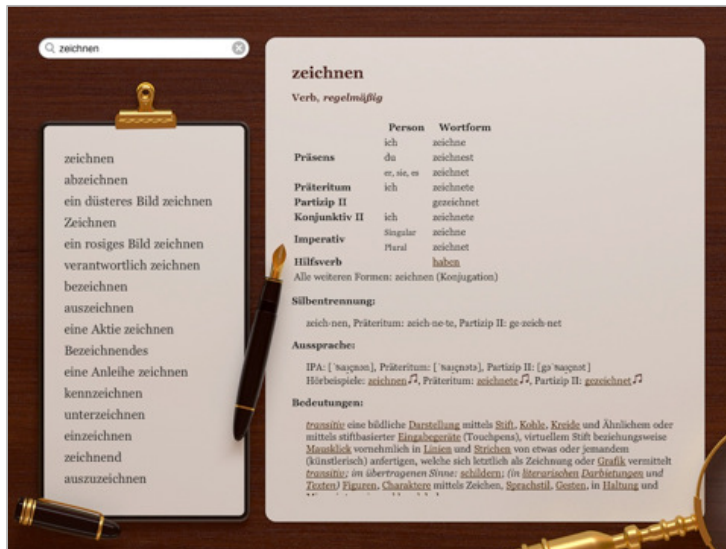 zeichnen
zeichnen
abzeichnen
ein düsteres Bild zeichnen
Zeichnen
ein rosiges Bild zeichnen
verantwortlich zeichnen
bezeichnen
auszeichnen
eine Aktie zeichnen
Bezeichnendes
eine Anleihe zeichnen
kennzeichnen
unterzeichnen
einzeichnen
zeichnend
auszuzeichnen
zeichnen
Verb, regelmäßig
Person Wortform
ich zeichne
Präsens du zeichnest
er, sie, es zeichnet
Präteritum ich zeichnete
Partizip II gezeichnet
Konjunktiv II ich zeichnete
Imperativ
Singular zeichne
Plural zeichnet
Hilfsverb haben
Alle weiteren Formen: zeichnen (Konjugation)
Silbentrennung:
zeich·nen, Präteritum: zeich·ne·te, Partizip II: ge·zeich·net
Aussprache:
IPA: Präteritum: Partizip II:
Hörbeispiele: zeichnen🎵, Präteritum: zeichnete🎵, Partizip II: gezeichnet🎵
Bedeutungen:
transitiv eine bildliche Darstellung mittels Stift, Kohle, Kreide und Ähnlichem oder
mittels stiftbasierter Eingabegeräte (Touchpens), virtuellem Stift beziehungsweise
Mausklick vornehmlich in Linien und Strichen von etwas oder jemandem
(künstlerisch) anfertigen, welche sich letztlich als Zeichnung oder Grafik vermittelt
transitiv; im übertragenen Sinne: schildern; (in literarischen Darbietungen und
Texten) Figuren, Charaktere mittels Zeichen, Sprachstil, Gesten, in Haltung und